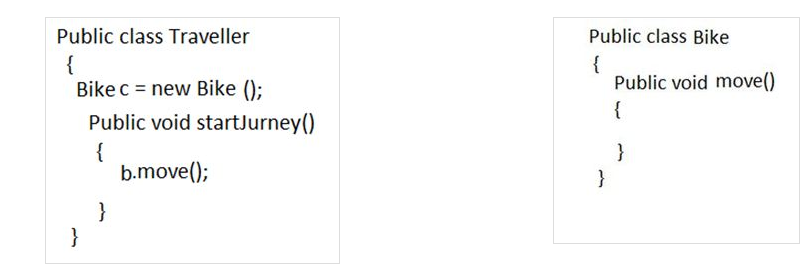 Public class Traveller
{
Bike c = new Bike ();
Public void startJurney()
{
b.move();
}
}
Public class Bike
{
Public void move()
{
}
}